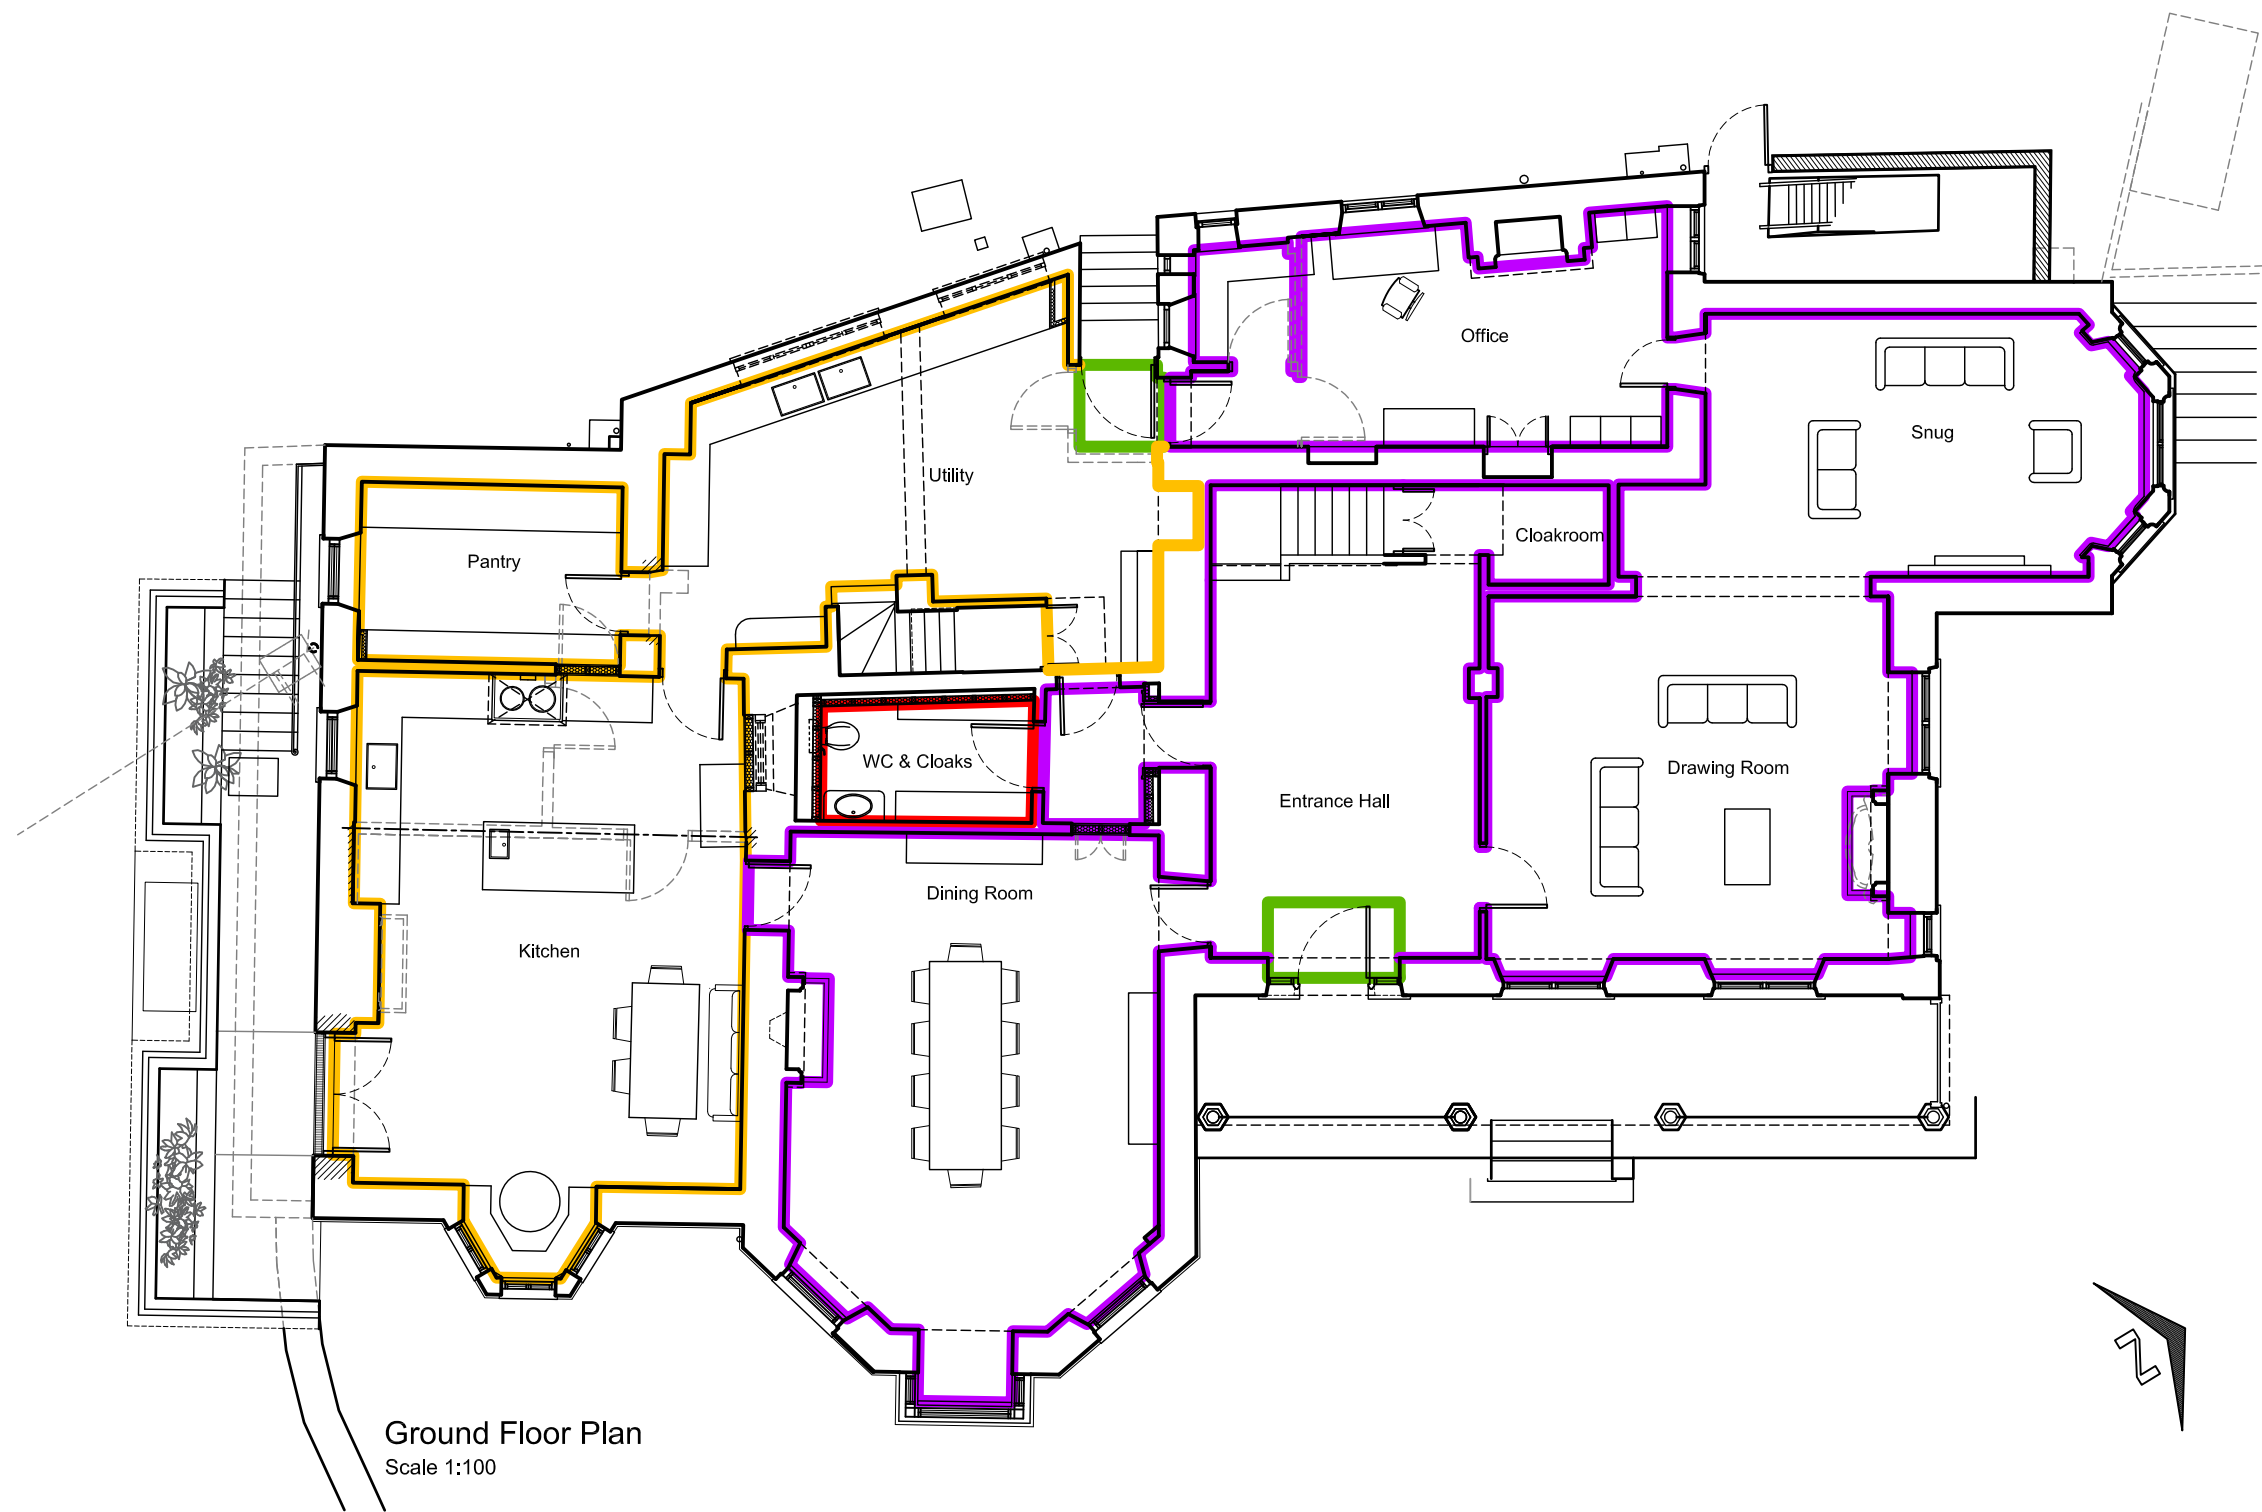 Office
Snug
Utility
Cloakroom
Pantry
WC & Cloaks
Drawing Room
Entrance Hall
Dining Room
Kitchen
N
Ground Floor Plan
Scale 1:100